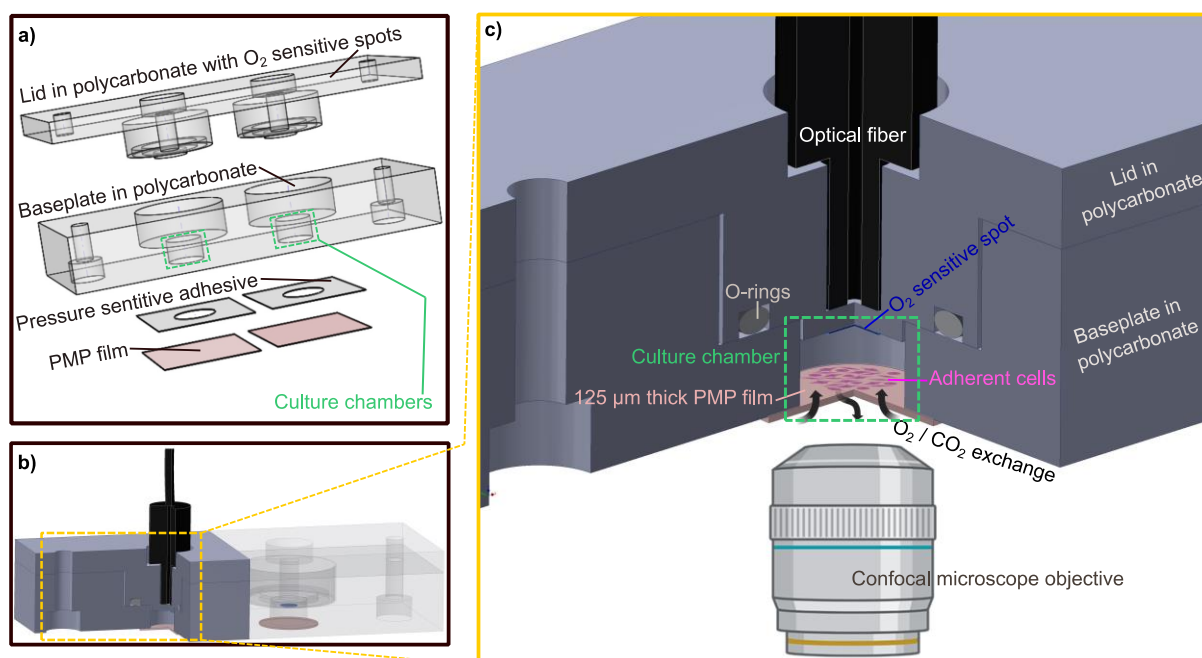 a)
Lid in polycarbonate with O₂ sensitive spots
Baseplate in polycarbonate
Pressure sentitive adhesive
PMP film
Culture chambers
b)
c)
Optical fiber
Lid in
polycarbonate
O₂ sensitive spot
O-rings
Baseplate in
polycarbonate
Culture chamber
Adherent cells
125 µm thick PMP film
O₂ / CO₂ exchange
Confocal microscope objective